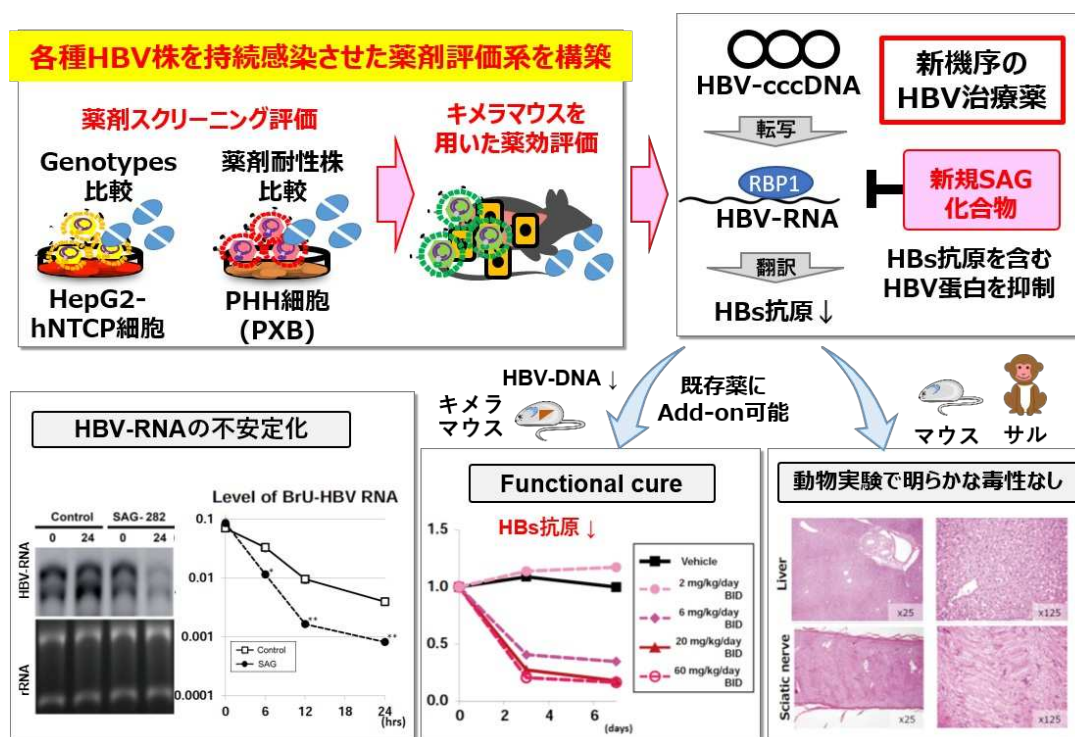 各種HBV株を持続感染させた薬剤評価系を構築
薬剤スクリーニング評価
Genotypes
比較
HepG2-
hNTCP細胞
薬剤耐性株
比較
PHH細胞
(PXB)
キメラマウスを
用いた薬効評価
HBV-cccDNA
転写
RBP1
HBV-RNA
翻訳
HBs抗原↓
新機序の
HBV治療薬
新規SAG
化合物
HBs抗原を含む
HBV蛋白を抑制
HBV-DNA ↓
キメラ
マウス
既存薬に
Add-on可能
マウス
サル
HBV-RNAの不安定化
Control
SAG-282
0
24
0
24
HBV-RNA
rRNA
Level of BrU-HBV RNA
0.1
0.01
0.001
0.0001
*
**
**
Control
SAG
0
6
12
24
(hrs)
Functional cure
HBs抗原 ↓
1.5
1.0
0.5
0.0
0
2
4
6
(days)
Vehicle
2 mg/kg/day
BID
6 mg/kg/day
BID
20 mg/kg/day
BID
60 mg/kg/day
BID
動物実験で明らかな毒性なし
Liver
x25
x125
Sciatic nerve
x25
x125